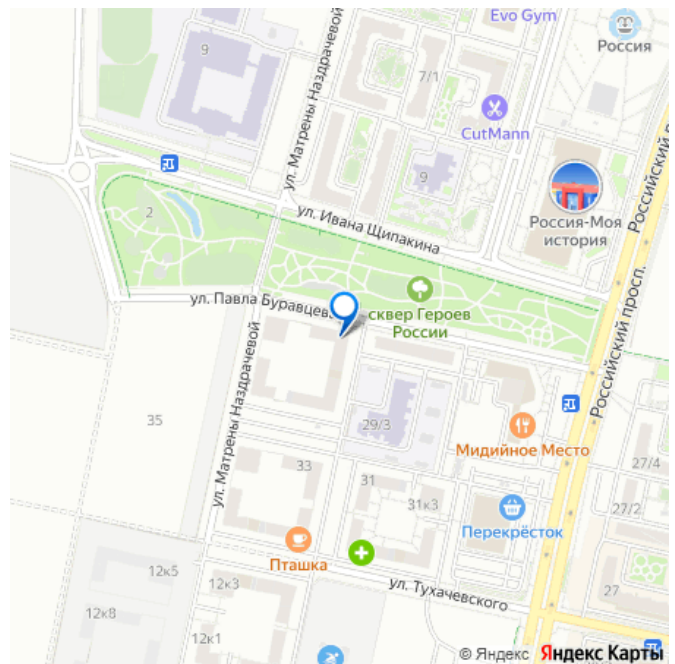 Evo Gym
Россия
9
7/1
CutMann
ул. Матрены Наздрачевой
9
Российский
Россия-Моя
история
2
ул. Ивана Щипакина
ул. Павла Буравцева
сквер Героев
России
Российский просп.
ул. Матрены Наздрачевой
35
29/3
Мидийное Место
33
31
31к3
27/4
27/2
Перекрёсток
Пташка
12к5
12к3
ул. Тухачевского
27
12к8
12к1
© Яндекс Яндекс Карты